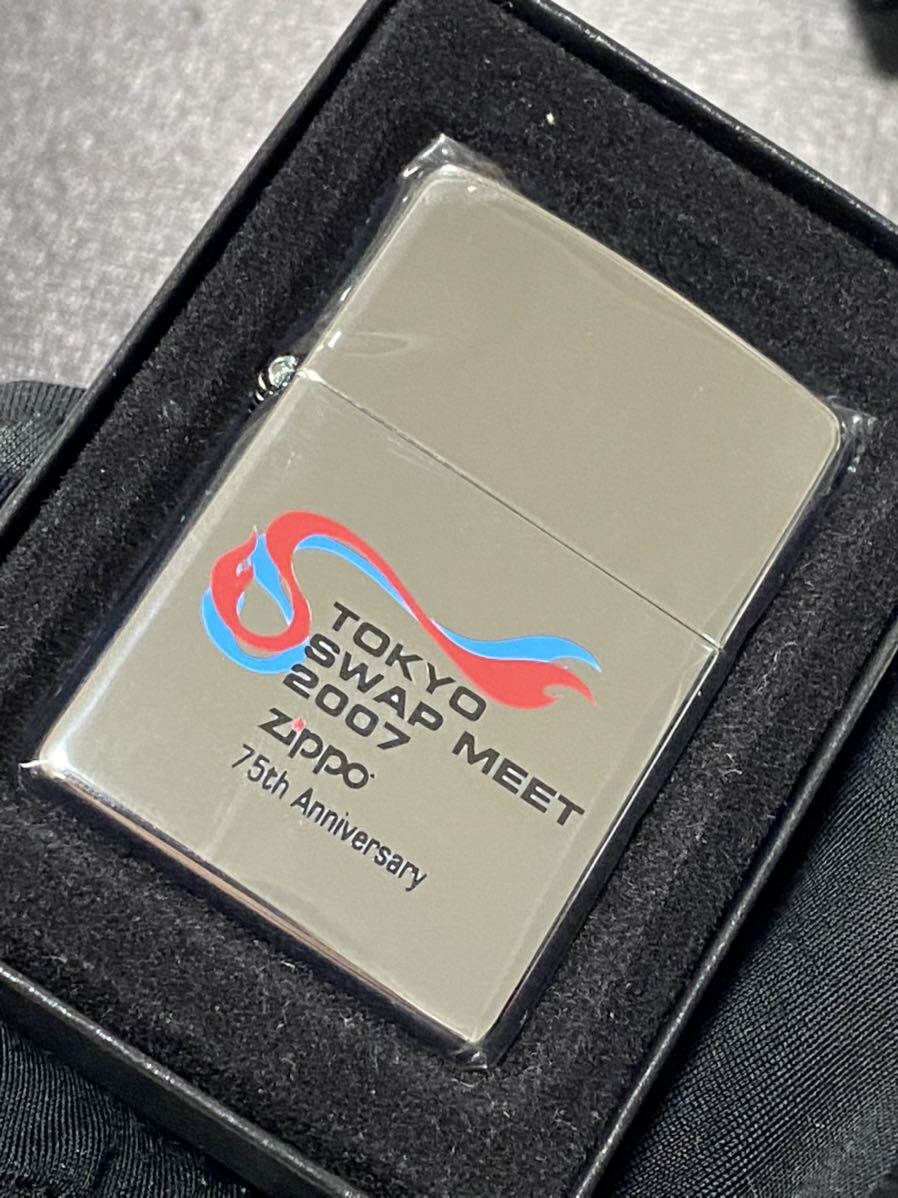 TOKYO
SWAP MEET
2007
Zippo
75th Anniversary